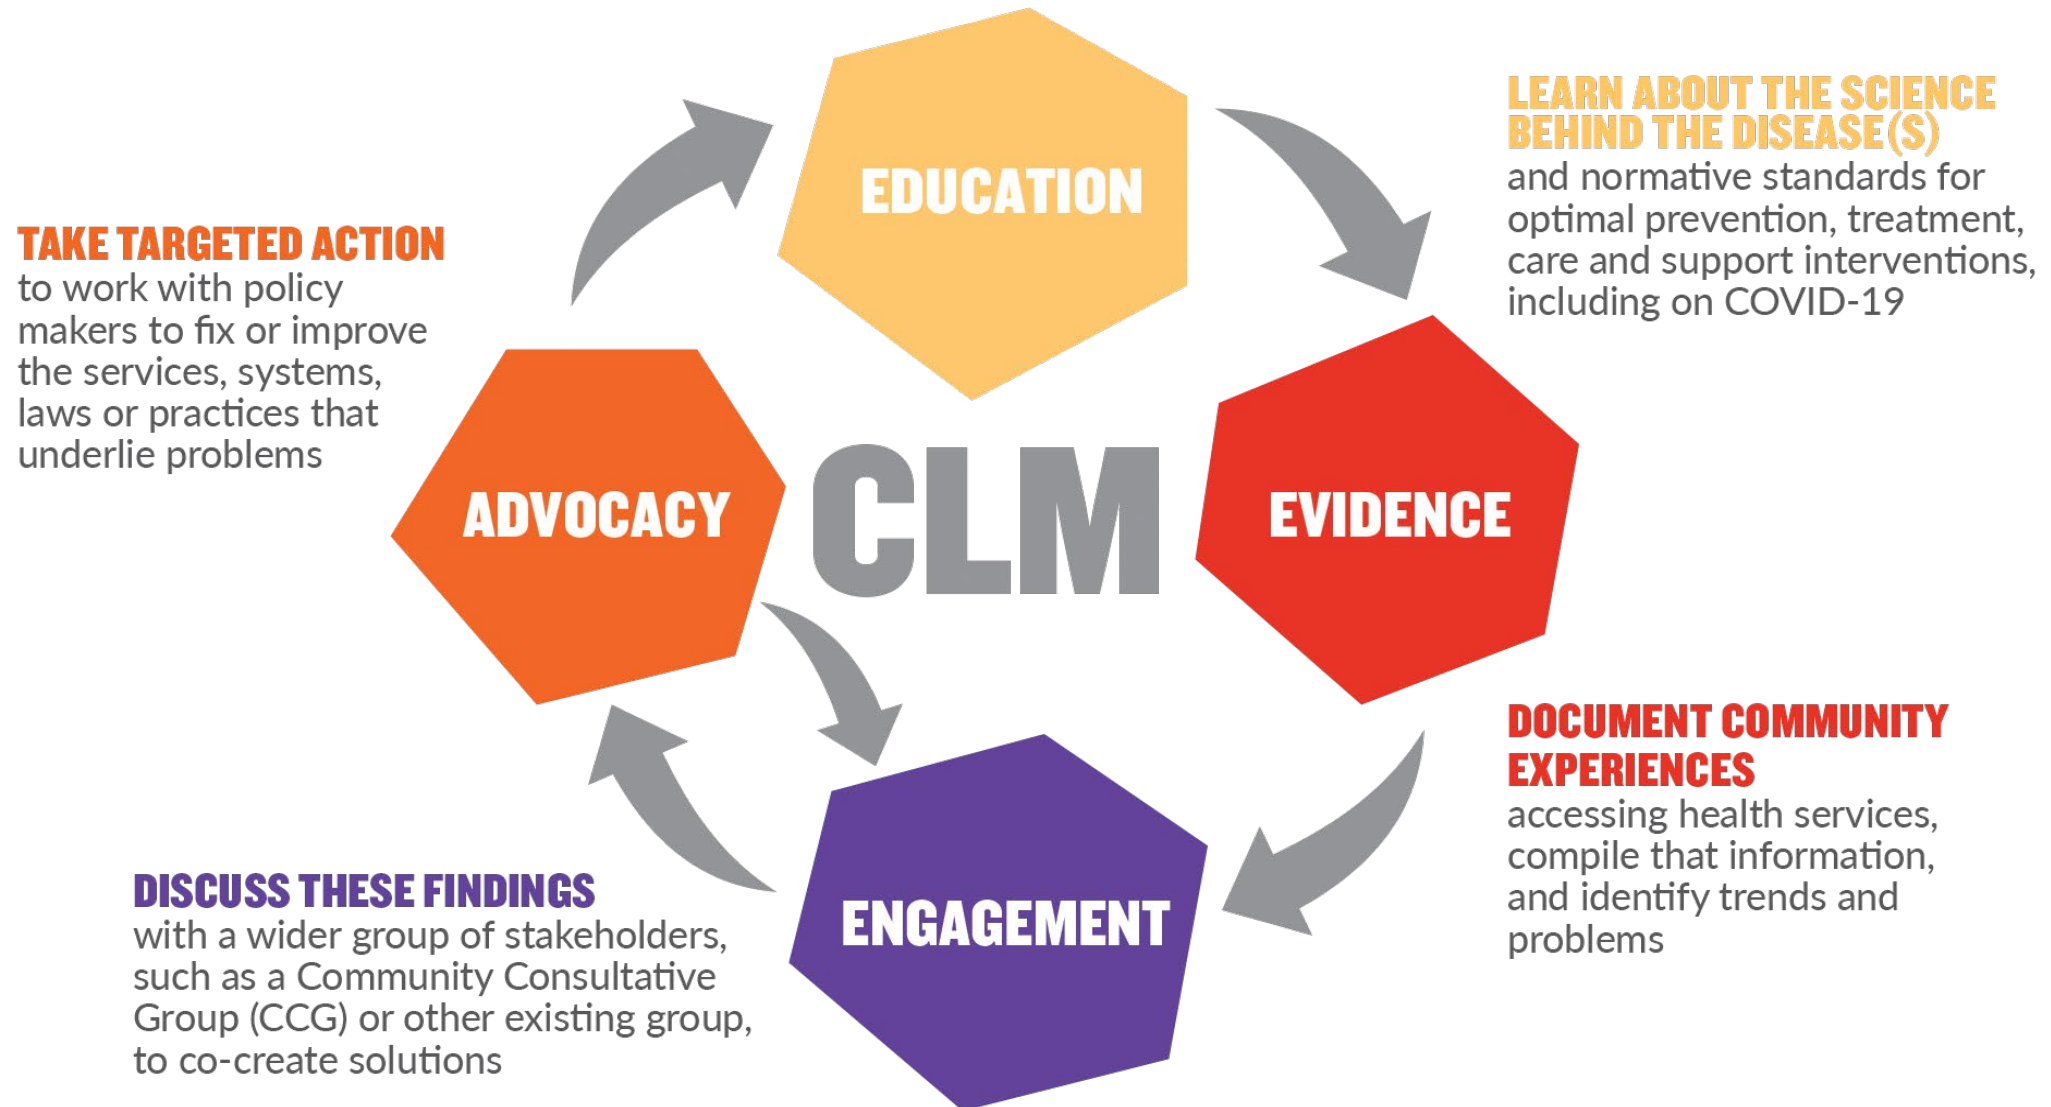 EDUCATION
LEARN ABOUT THE SCIENCE
BEHIND THE DISEASE(S)
and normative standards for
optimal prevention, treatment,
care and support interventions,
including on COVID-19
TAKE TARGETED ACTION
to work with policy
makers to fix or improve
the services, systems,
laws or practices that
underlie problems
ADVOCACY
CLM
EVIDENCE
DOCUMENT COMMUNITY
EXPERIENCES
accessing health services,
compile that information,
and identify trends and
problems
DISCUSS THESE FINDINGS
with a wider group of stakeholders,
such as a Community Consultative
Group (CCG) or other existing group,
to co-create solutions
ENGAGEMENT